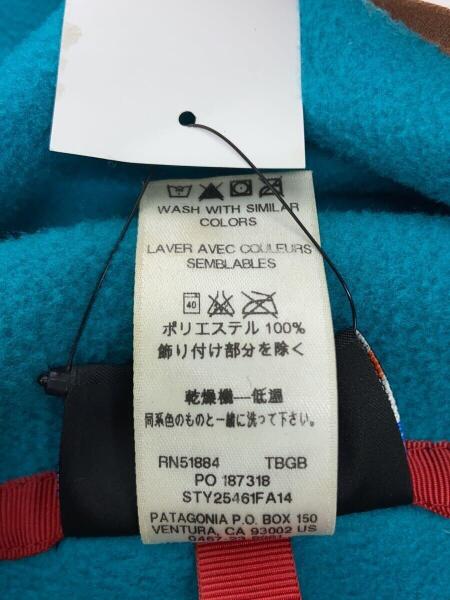 WASH WITH SIMILAR
COLORS
LAVER AVEC COULEURS
SEMBLABLES
40
ポリエステル 100%
飾り付け部分を除く
乾燥機—低温
同系色のものと一緒に洗って下さい。
RN51884 TBGB
PO 187318
STY25461FA14
PATAGONIA P.O. BOX 150
VENTURA, CA 93002 US